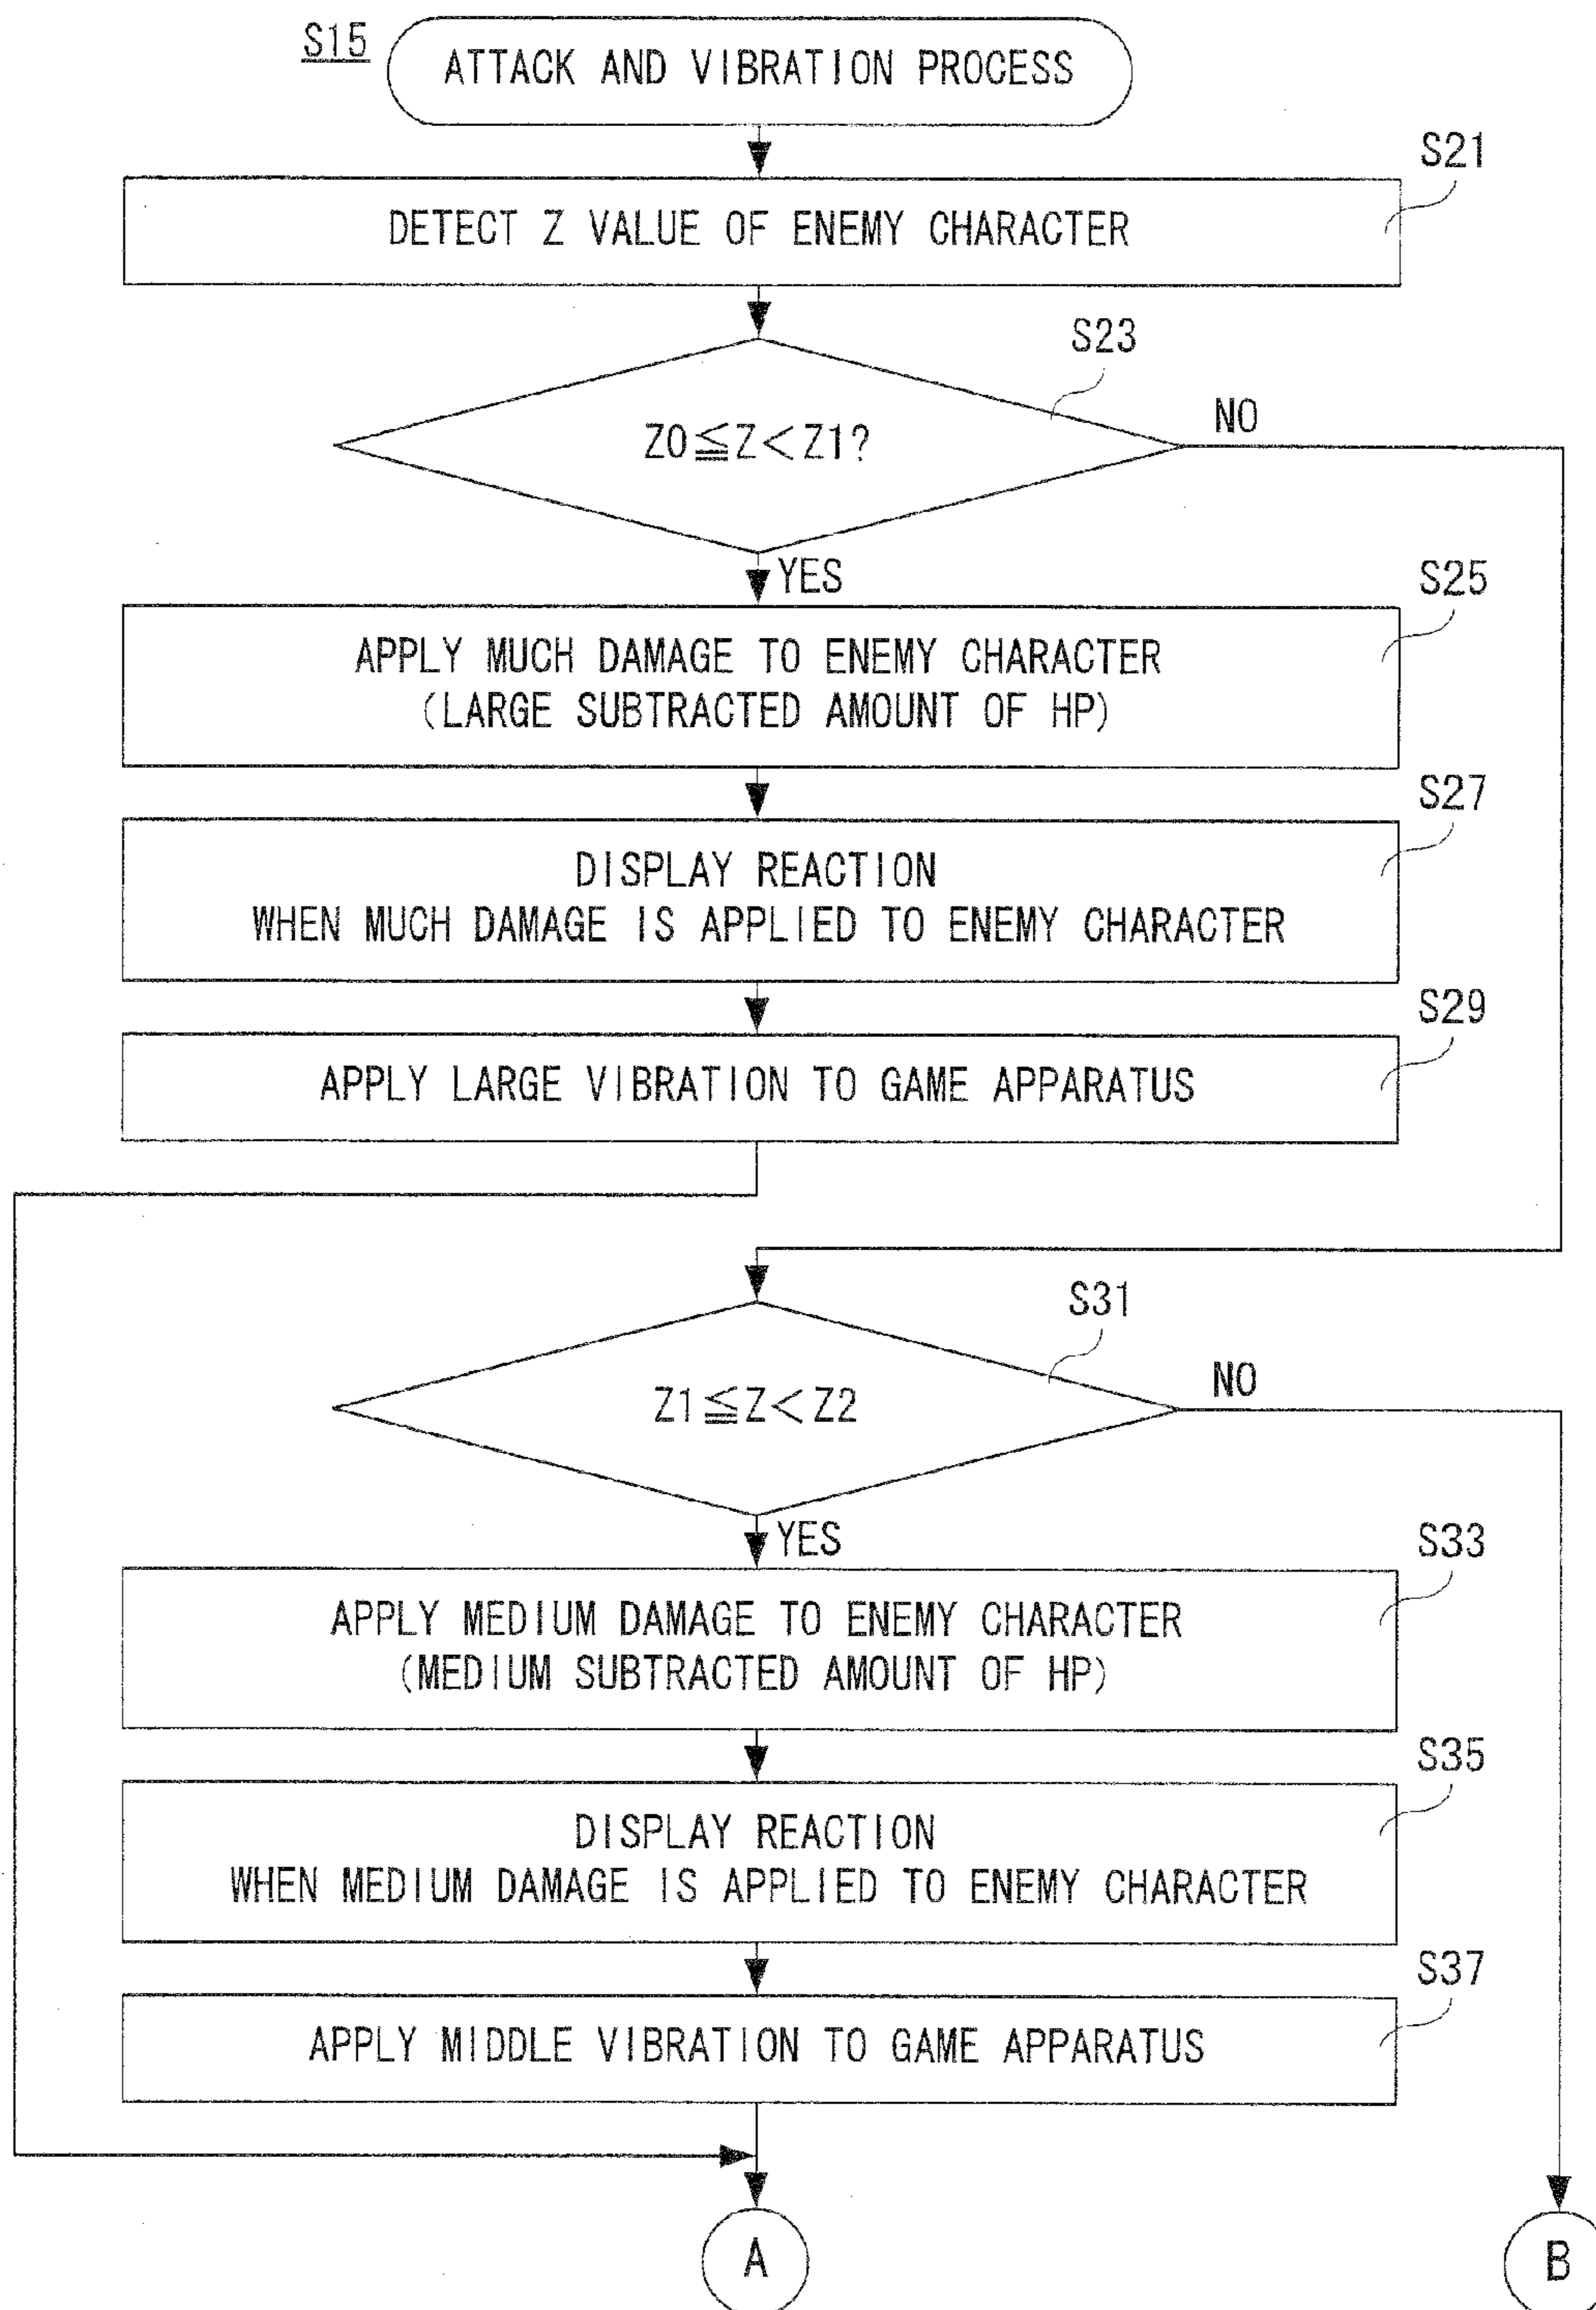 S15
ATTACK AND VIBRATION PROCESS
S21
DETECT Z VALUE OF ENEMY CHARACTER
S23
Z0≦Z<Z1?
NO
YES
S25
APPLY MUCH DAMAGE TO ENEMY CHARACTER
(LARGE SUBTRACTED AMOUNT OF HP)
S27
DISPLAY REACTION
WHEN MUCH DAMAGE IS APPLIED TO ENEMY CHARACTER
S29
APPLY LARGE VIBRATION TO GAME APPARATUS
S31
Z1≦Z<Z2
NO
YES
S33
APPLY MEDIUM DAMAGE TO ENEMY CHARACTER
(MEDIUM SUBTRACTED AMOUNT OF HP)
S35
DISPLAY REACTION
WHEN MEDIUM DAMAGE IS APPLIED TO ENEMY CHARACTER
S37
APPLY MIDDLE VIBRATION TO GAME APPARATUS
A
B